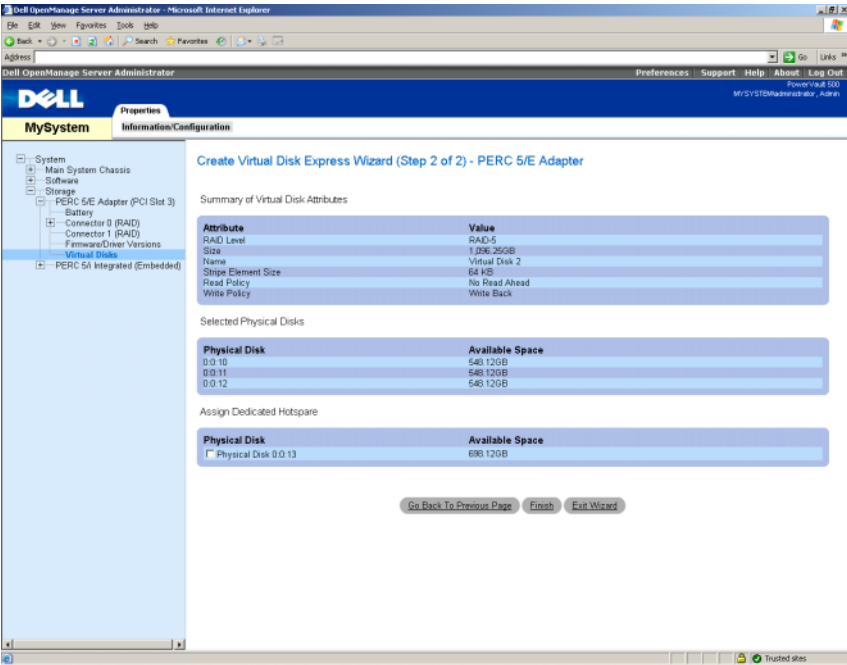 Dell OpenManage Server Administrator - Microsoft Internet Explorer
File Edit View Favorites Tools Help
Back Search Favorites
Address Go Links
Dell OpenManage Server Administrator Preferences Support Help About Log Out
PowerVault 500
MYSYSTEM\administrator, Admin
DELL
Properties
MySystem Information/Configuration
System
Main System Chassis
Software
Storage
PERC 5/E Adapter (PCI Slot 3)
Battery
Connector 0 (RAID)
Connector 1 (RAID)
Firmware/Driver Versions
Virtual Disks
PERC 5/i Integrated (Embedded)
Create Virtual Disk Express Wizard (Step 2 of 2) - PERC 5/E Adapter
Summary of Virtual Disk Attributes
Attribute Value
RAID Level RAID-5
Size 1,096.25GB
Name Virtual Disk 2
Stripe Element Size 64 KB
Read Policy No Read Ahead
Write Policy Write Back
Selected Physical Disks
Physical Disk Available Space
0:0:10 548.12GB
0:0:11 548.12GB
0:0:12 548.12GB
Assign Dedicated Hotspare
Physical Disk Available Space
Physical Disk 0:0:13 698.12GB
Go Back To Previous Page Finish Exit Wizard
Trusted sites